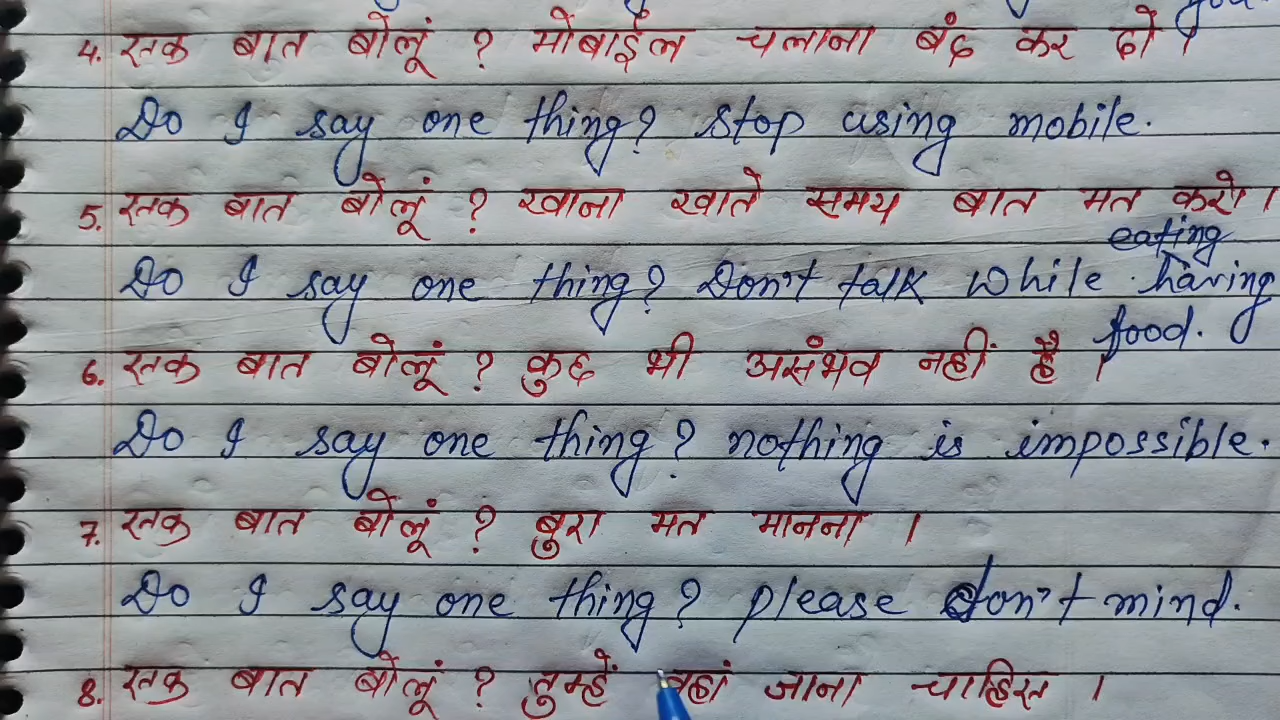 4. एक बात बोलूं ? मोबाईल चलाना बंद कर दो ।
Do I say one thing? Stop using mobile.
5. एक बात बोलूं ? खाना खाते समय बात मत करो ।
eating
Do I say one thing? Don't talk while having
food.
6. एक बात बोलूं ? कुछ भी असंभव नहीं है ।
Do I say one thing? nothing is impossible.
7. एक बात बोलूं ? बुरा मत मानना ।
Do I say one thing? please don't mind.
8. एक बात बोलूं ? तुम्हें वहां जाना चाहिए ।